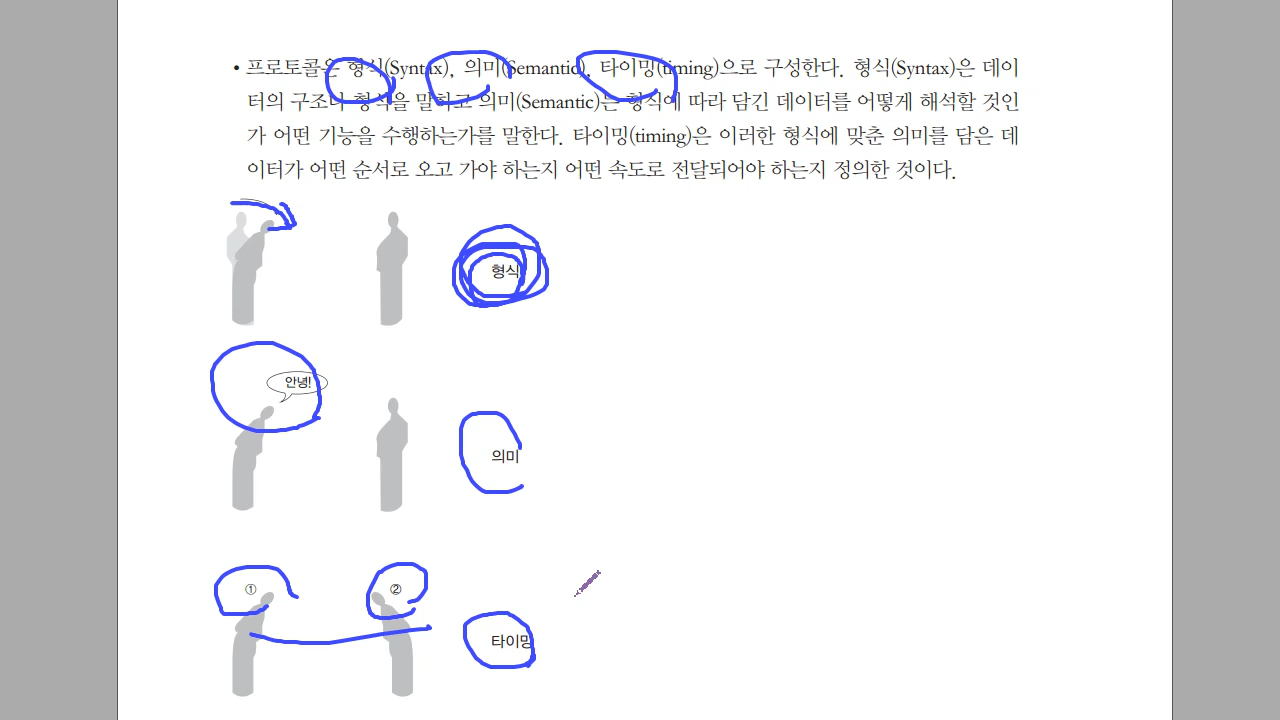 • 프로토콜은 형식(Syntax), 의미(Semantic), 타이밍(timing)으로 구성한다. 형식(Syntax)은 데이
터의 구조나 형식을 말하고 의미(Semantic)는 형식에 따라 담긴 데이터를 어떻게 해석할 것인
가 어떤 기능을 수행하는가를 말한다. 타이밍(timing)은 이러한 형식에 맞춘 의미를 담은 데
이터가 어떤 순서로 오고 가야 하는지 어떤 속도로 전달되어야 하는지 정의한 것이다.
형식
안녕!
의미
① ②
타이밍